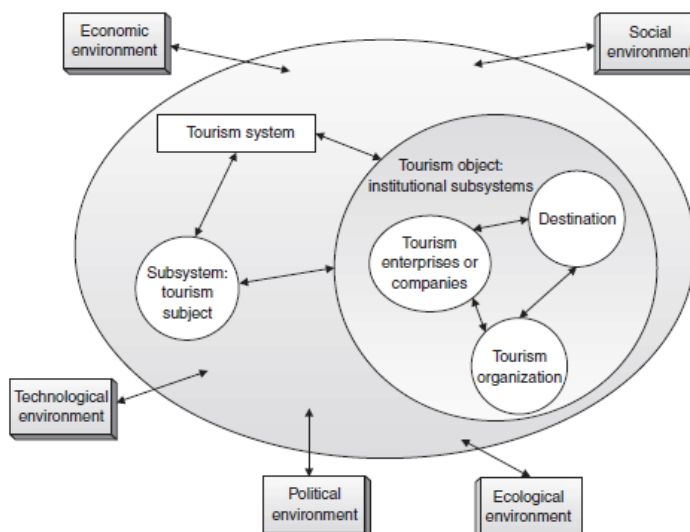 Economic
environment
Social
environment
Tourism system
Tourism object:
institutional subsystems
Destination
Tourism
enterprises or
companies
Subsystem:
tourism
subject
Tourism
organization
Technological
environment
Political
environment
Ecological
environment